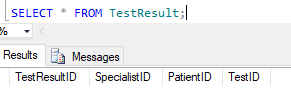 SELECT * FROM TestResult;
%
Results Messages
TestResultID SpecialistID PatientID TestID